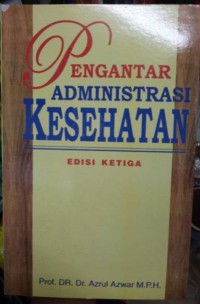 PENGANTAR
ADMINISTRASI
KESEHATAN
EDISI KETIGA
Prof. DR. Dr. Azrul Azwar M.P.H.